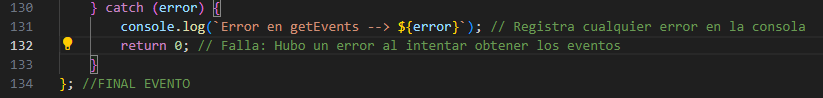 130 } catch (error) {
131 console.log(`Error en getEvents --> ${error}`); // Registra cualquier error en la consola
132 return 0; // Falla: Hubo un error al intentar obtener los eventos
133 }
134 }; //FINAL EVENTO